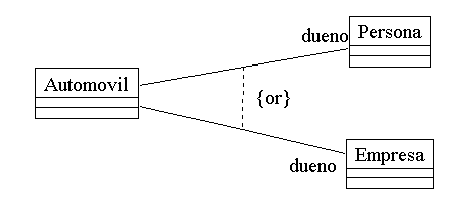 dueno
Persona
Automovil
{or}
Empresa
dueno